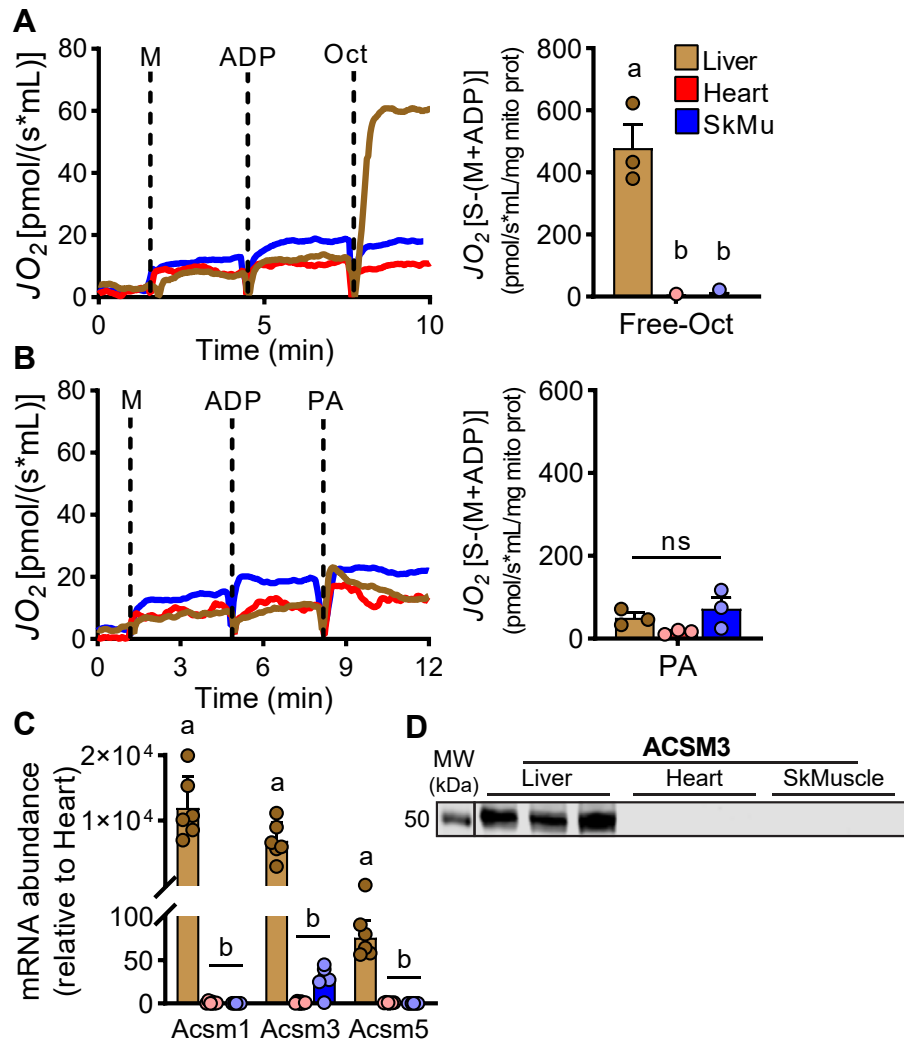 A
M ADP Oct
JO2 [pmol/(s*mL)]
80
60
40
20
0
0 5 10
Time (min)
JO2 [S-(M+ADP)]
(pmol/s*mL/mg mito prot)
800
600
400
200
0
a
b b
Free-Oct
Liver
Heart
SkMu
B
M ADP PA
JO2 [pmol/(s*mL)]
80
60
40
20
0
0 3 6 9 12
Time (min)
JO2 [S-(M+ADP)]
(pmol/s*mL/mg mito prot)
600
400
200
0
ns
PA
C
mRNA abundance
(relative to Heart)
2×10⁴
1×10⁴
100
50
0
a a a
b b b
Acsm1 Acsm3 Acsm5
D
ACSM3
MW
(kDa)
Liver Heart SkMuscle
50